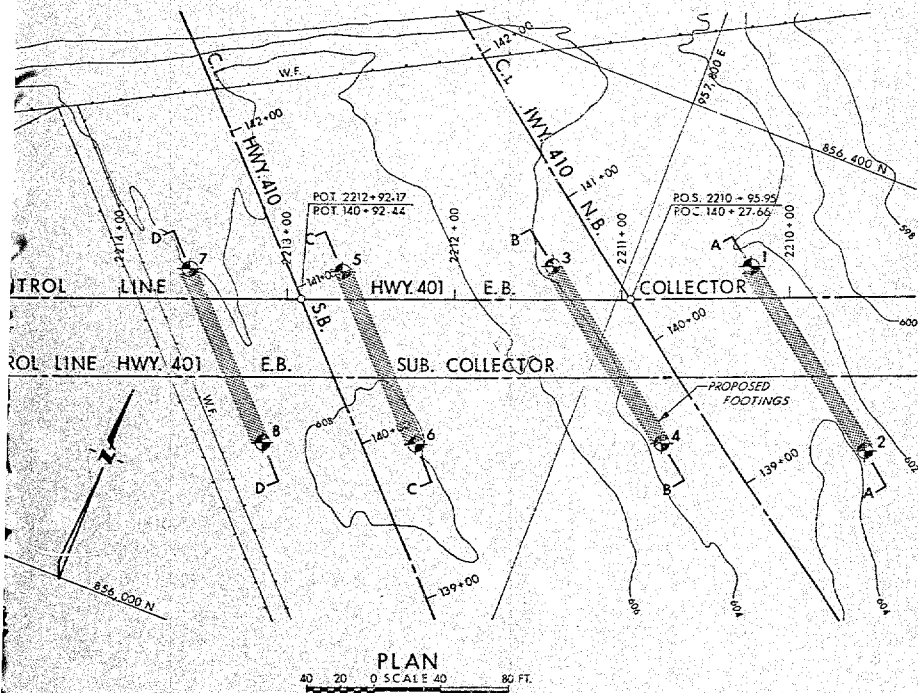 142+00
C.L. HWY. 410 S.B.
142+00
C.L. HWY. 410 N.B.
W.F.
957,800 E
856,400 N
141+00
598
2214+00
2213+00
2212+00
2211+00
2210+00
P.O.T. 2212+92.17
P.O.T. 140+92.44
P.O.S. 2210+95.95
P.O.C. 140+27.66
D
C
B
A
7
5
3
1
141+00
NTROL LINE HWY. 401 E.B. COLLECTOR
600
140+00
ROL LINE HWY. 401 E.B. SUB. COLLECTOR
PROPOSED
FOOTINGS
W.F.
608
140+00
8
6
4
2
N
139+00
602
D
C
B
A
856,000 N
139+00
606
604
604
PLAN
40 20 0 SCALE 40 80 FT.